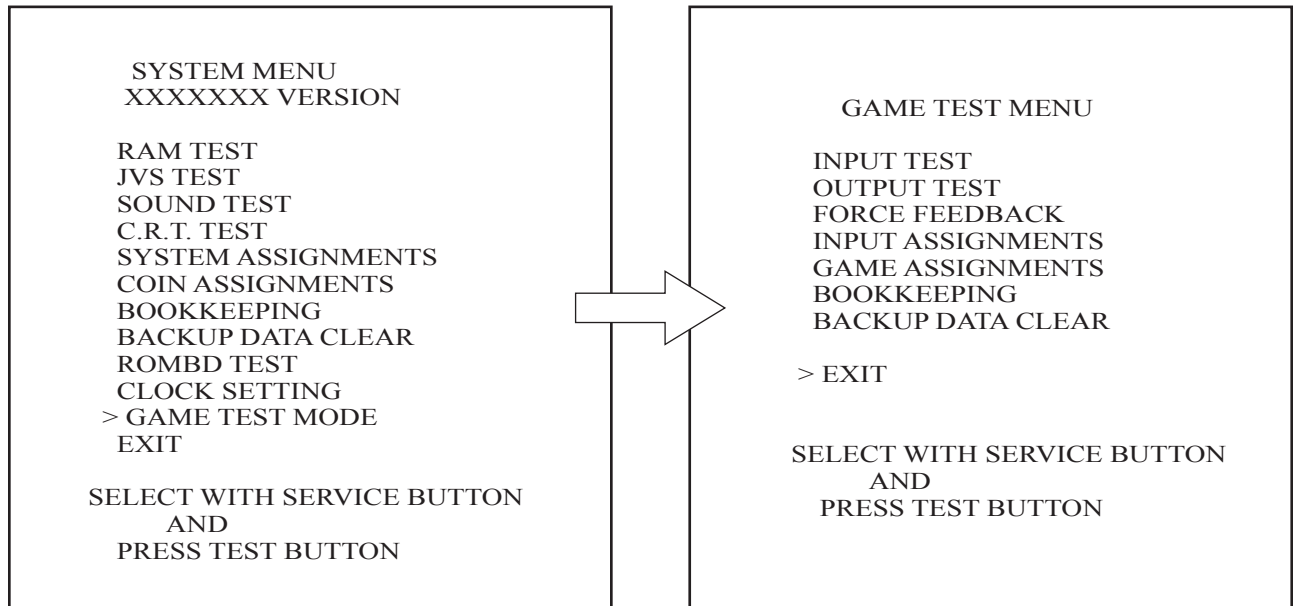 SYSTEM MENU
XXXXXXX VERSION
RAM TEST
JVS TEST
SOUND TEST
C.R.T. TEST
SYSTEM ASSIGNMENTS
COIN ASSIGNMENTS
BOOKKEEPING
BACKUP DATA CLEAR
ROMBD TEST
CLOCK SETTING
> GAME TEST MODE
EXIT
SELECT WITH SERVICE BUTTON
AND
PRESS TEST BUTTON
GAME TEST MENU
INPUT TEST
OUTPUT TEST
FORCE FEEDBACK
INPUT ASSIGNMENTS
GAME ASSIGNMENTS
BOOKKEEPING
BACKUP DATA CLEAR
> EXIT
SELECT WITH SERVICE BUTTON
AND
PRESS TEST BUTTON